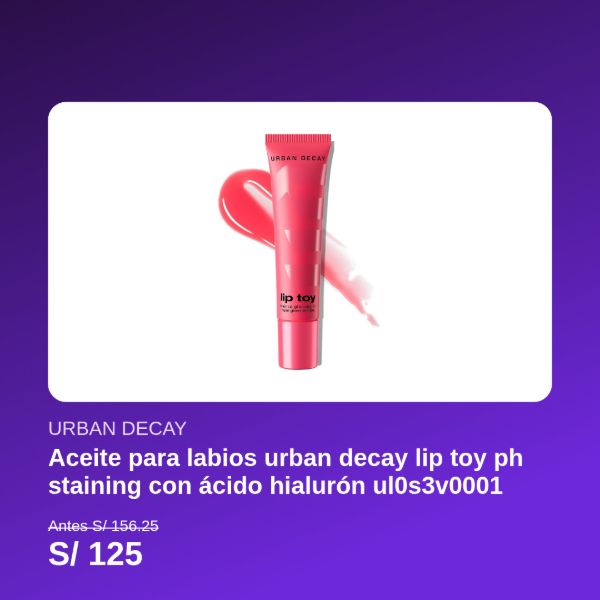 URBAN DECAY
lip toy
URBAN DECAY
Aceite para labios urban decay lip toy ph
staining con ácido hialurón ul0s3v0001
Antes S/ 156.25
S/ 125